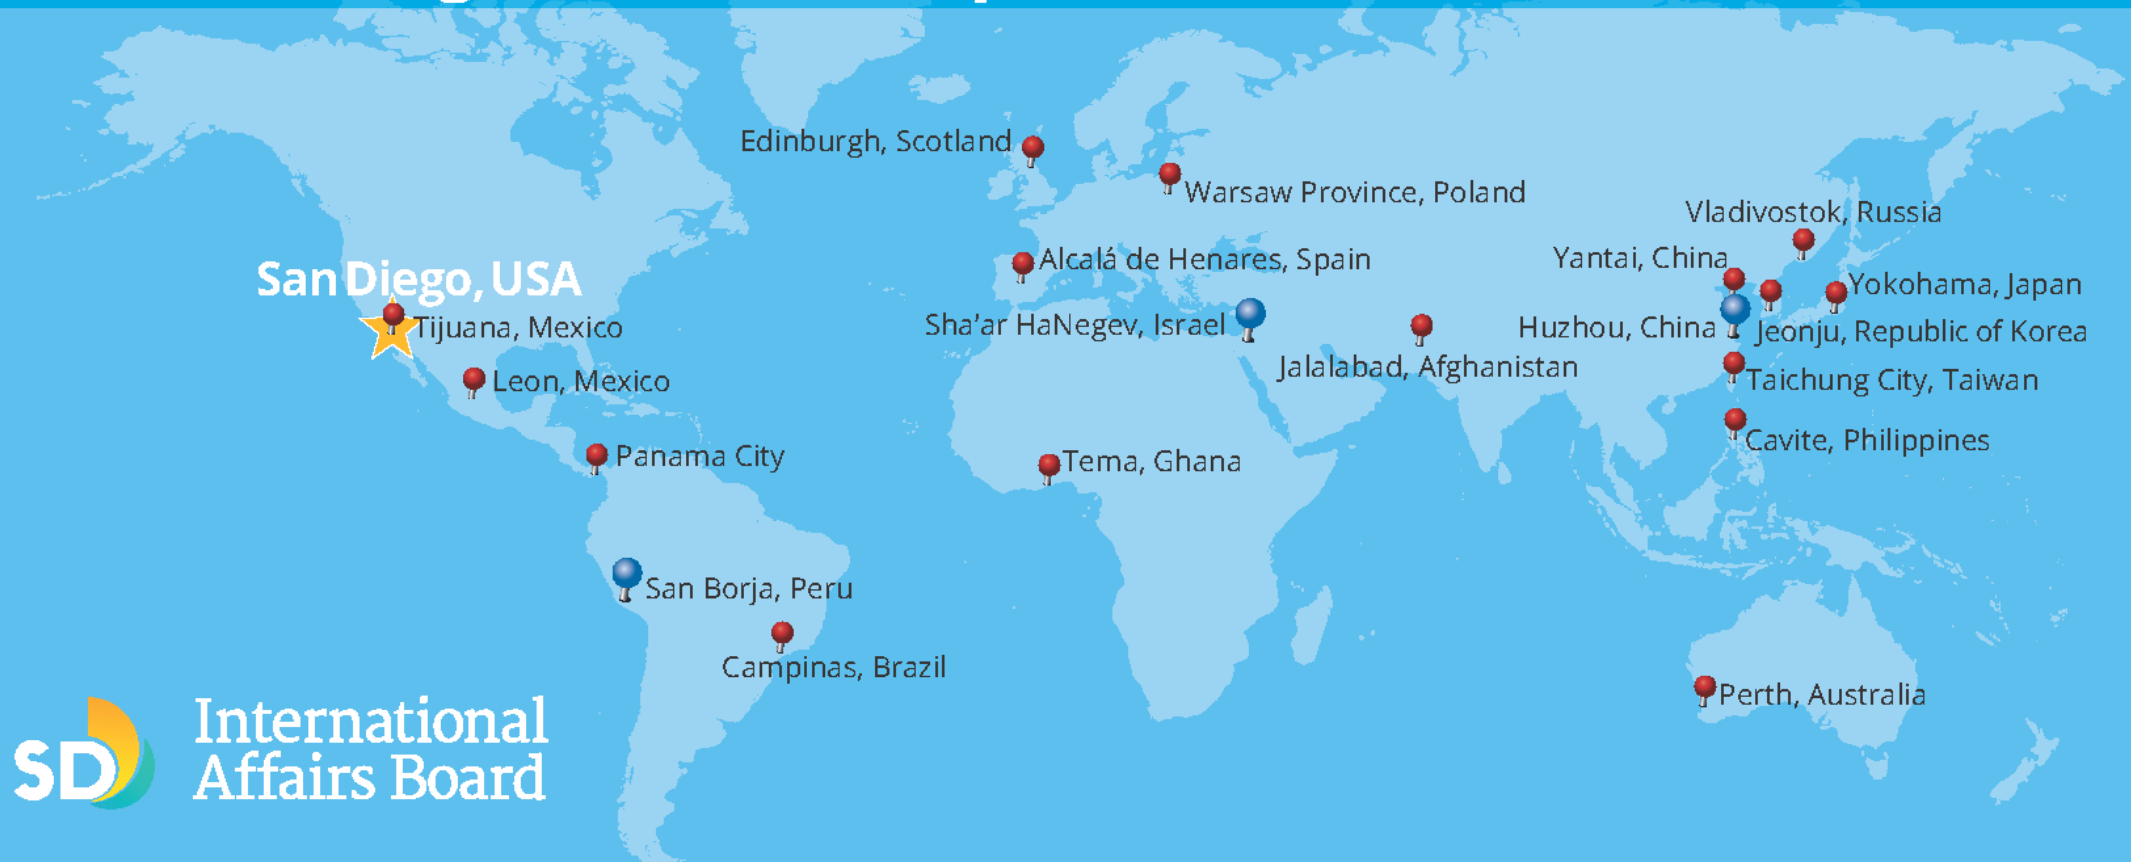 Edinburgh, Scotland
Warsaw Province, Poland
Vladivostok, Russia
Alcalá de Henares, Spain
Yantai, China
San Diego, USA
Yokohama, Japan
Tijuana, Mexico
Sha'ar HaNegev, Israel
Huzhou, China
Jeonju, Republic of Korea
Jalalabad, Afghanistan
Leon, Mexico
Taichung City, Taiwan
Cavite, Philippines
Panama City
Tema, Ghana
San Borja, Peru
Campinas, Brazil
Perth, Australia
SD
International
Affairs Board